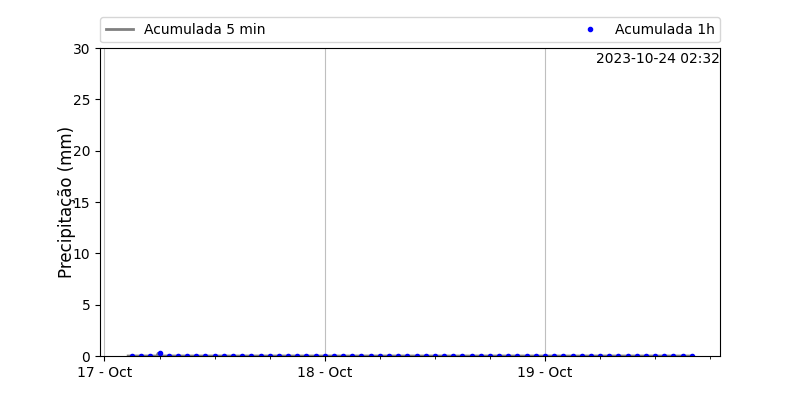 Acumulada 5 min
Acumulada 1h
2023-10-24 02:32
Precipitação (mm)
30
25
20
15
10
5
0
17 - Oct
18 - Oct
19 - Oct